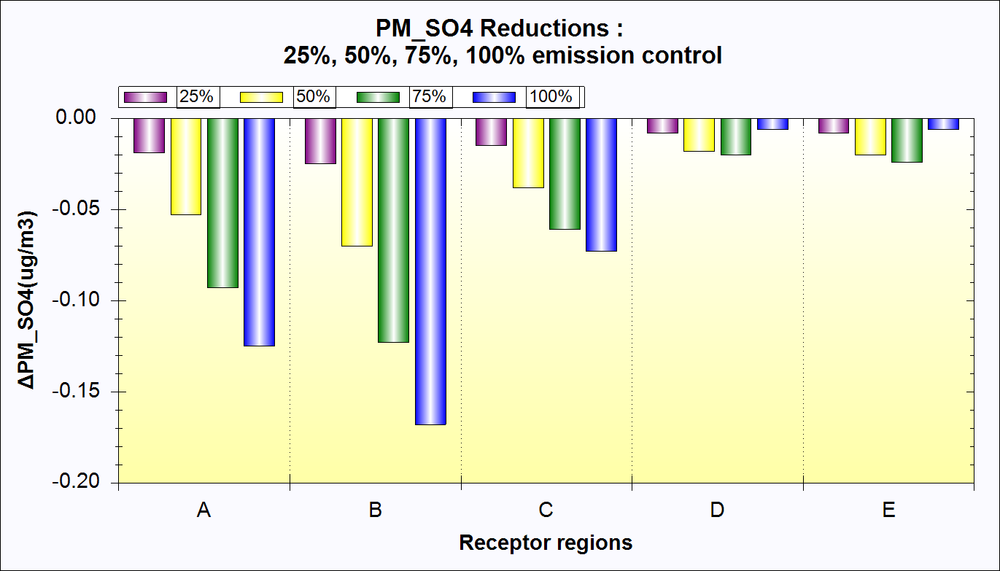 PM_SO4 Reductions :
25%, 50%, 75%, 100% emission control
25% 50% 75% 100%
0.00
-0.05
-0.10
-0.15
-0.20
ΔPM_SO4(ug/m3)
A B C D E
Receptor regions